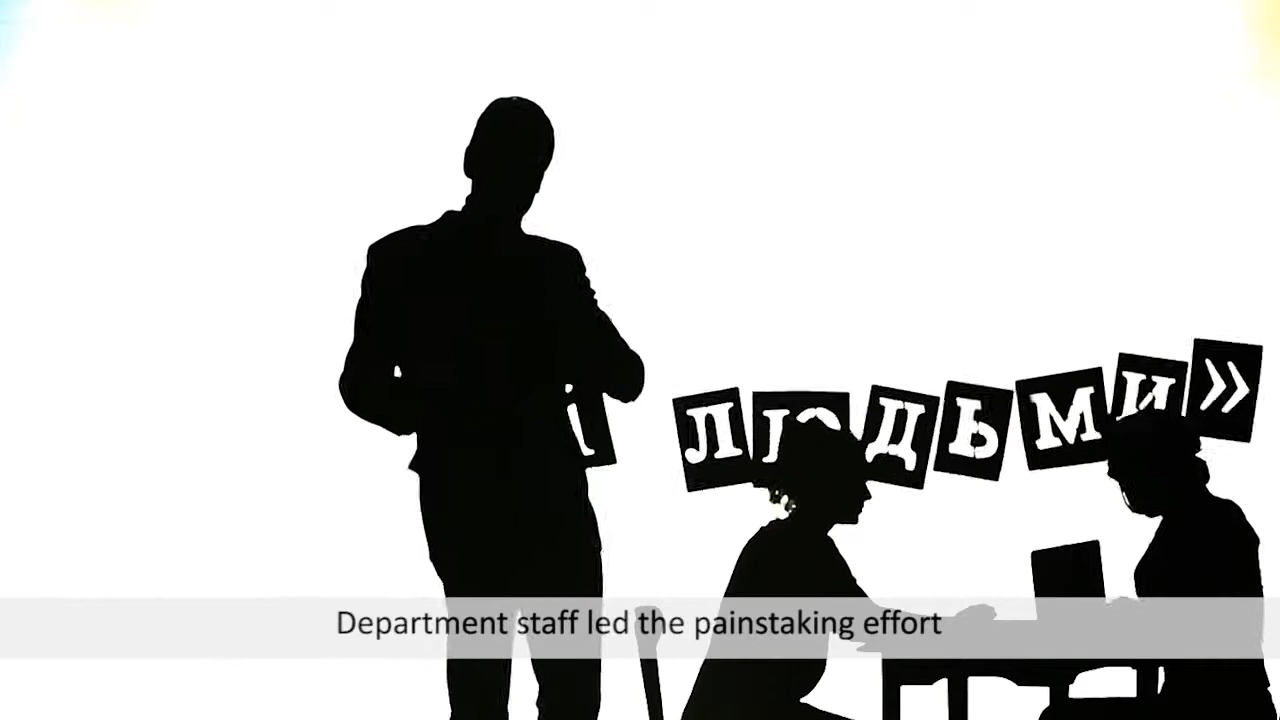 людьми»
Department staff led the painstaking effort